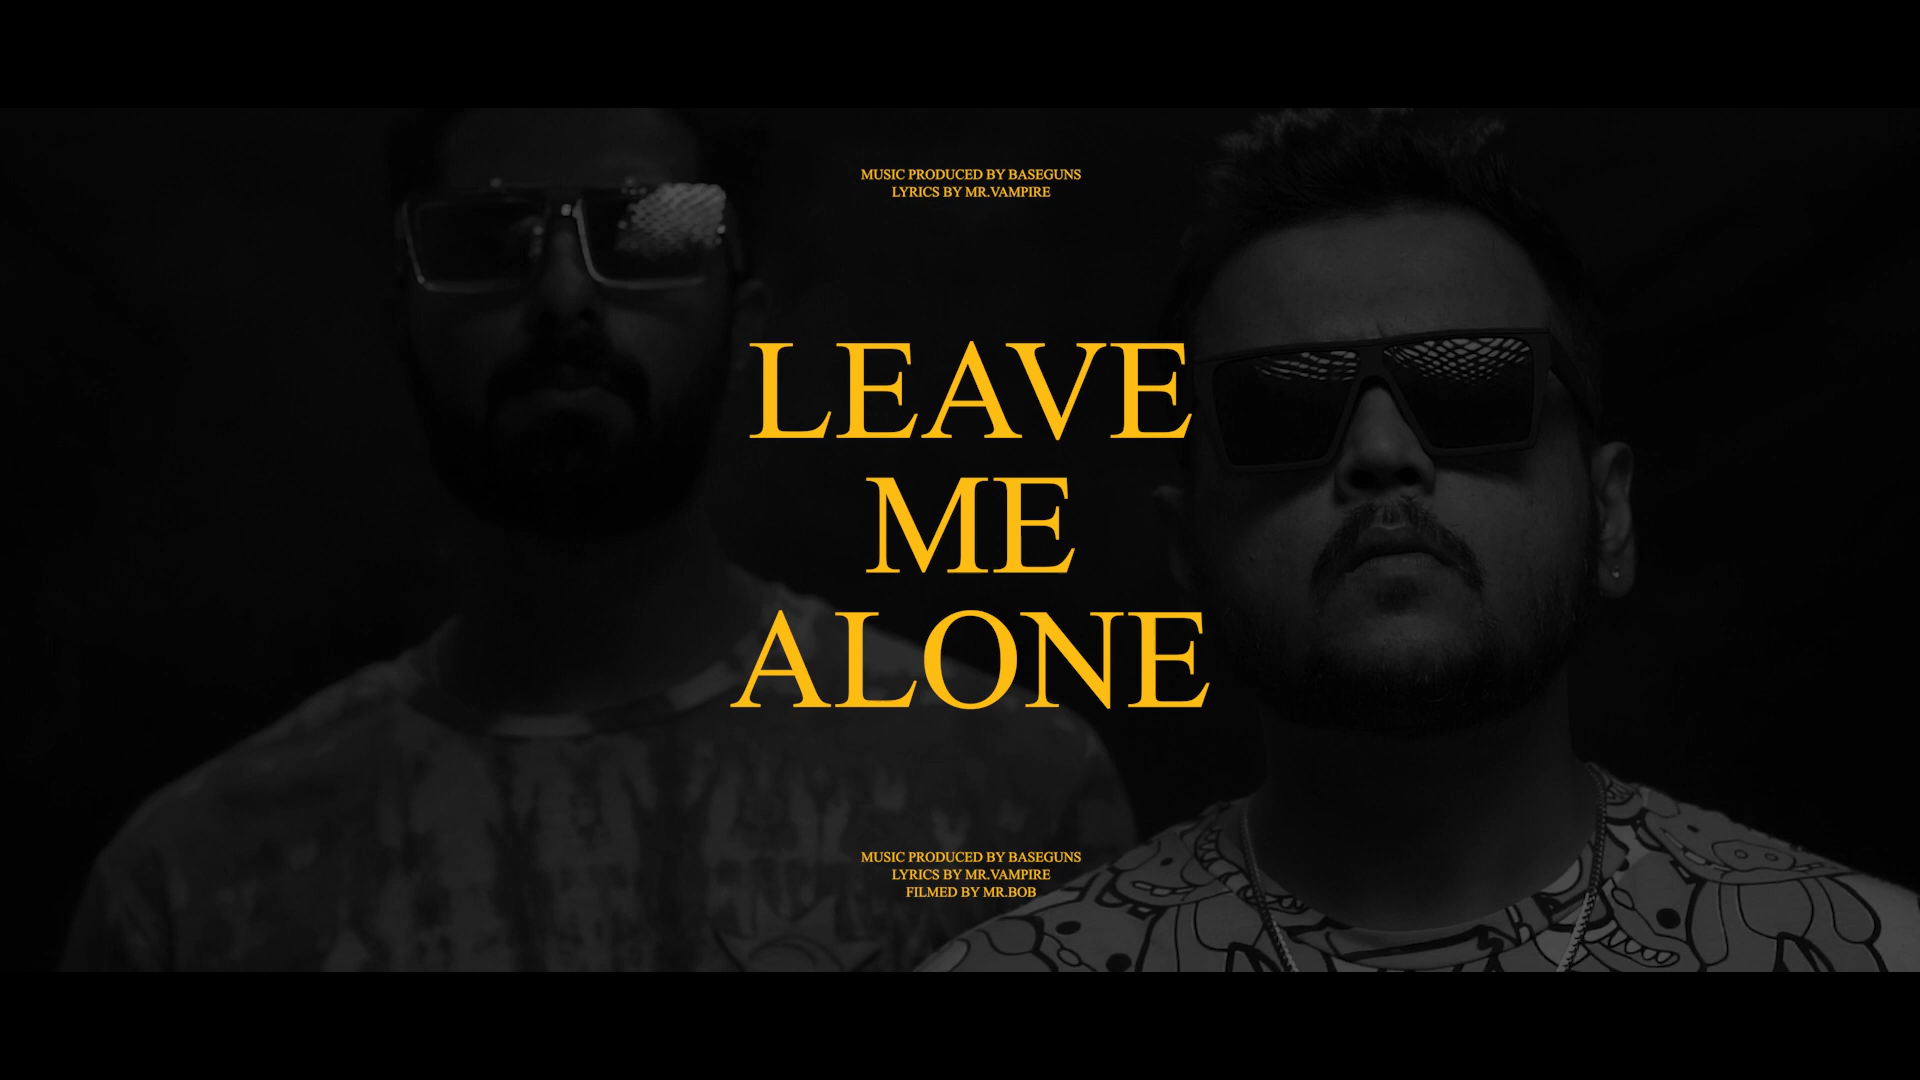 MUSIC PRODUCED BY BASEGUNS
LYRICS BY MR.VAMPIRE
LEAVE
ME
ALONE
MUSIC PRODUCED BY BASEGUNS
LYRICS BY MR.VAMPIRE
FILMED BY MR.BOB